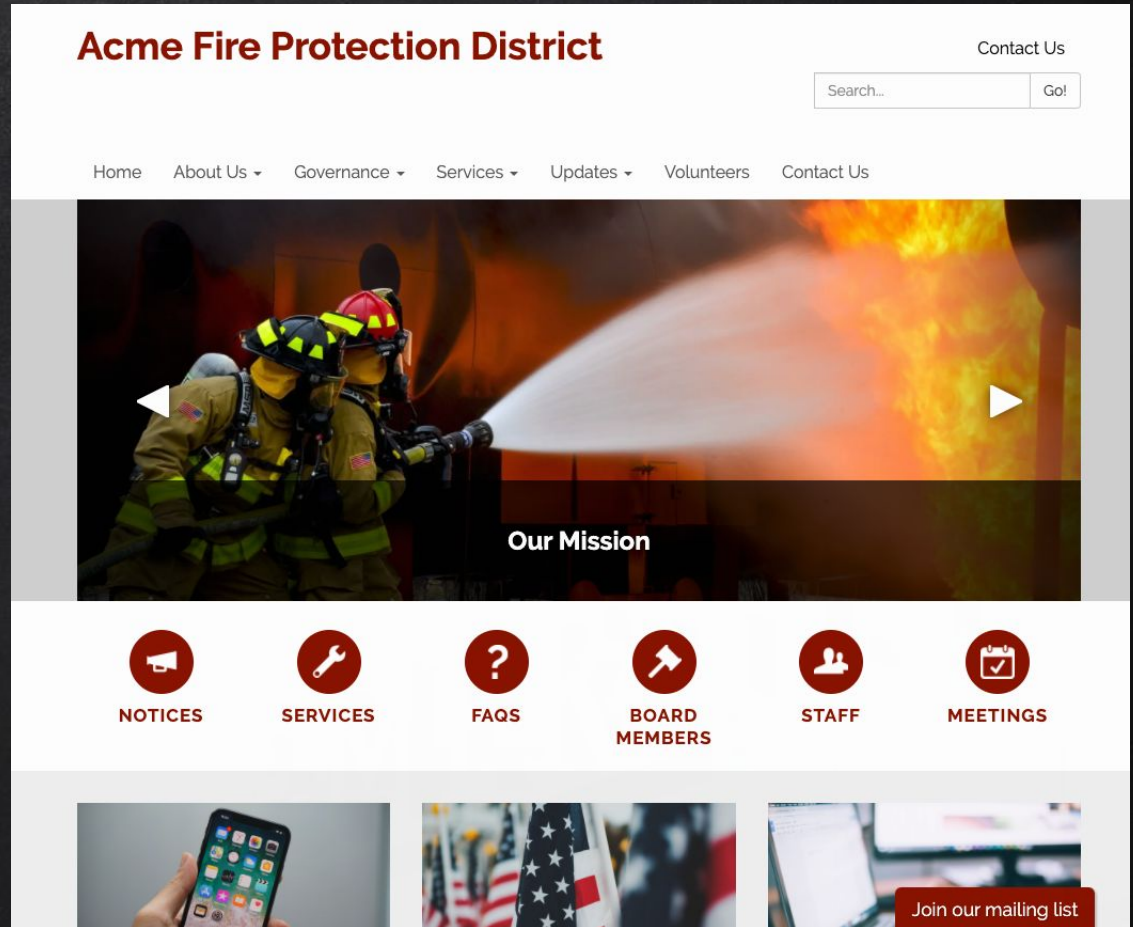 Acme Fire Protection District
Contact Us
Search...
Go!
Home
About Us
Governance
Services
Updates
Volunteers
Contact Us
Our Mission
NOTICES
SERVICES
FAQS
BOARD
MEMBERS
STAFF
MEETINGS
Join our mailing list